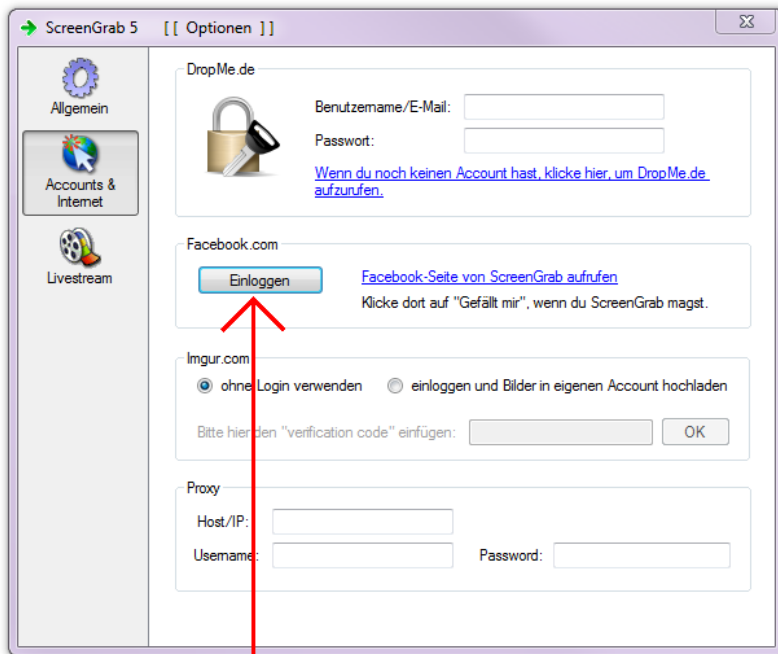 ScreenGrab 5 [[ Optionen ]]
Allgemein
Accounts &
Internet
Livestream
DropMe.de
Benutzername/E-Mail:
Passwort:
Wenn du noch keinen Account hast, klicke hier, um DropMe.de
aufzurufen.
Facebook.com
Einloggen
Facebook-Seite von ScreenGrab aufrufen
Klicke dort auf "Gefällt mir", wenn du ScreenGrab magst.
Imgur.com
ohne Login verwenden
einloggen und Bilder in eigenen Account hochladen
Bitte hier den "verification code" einfügen:
OK
Proxy
Host/IP:
Username:
Password: